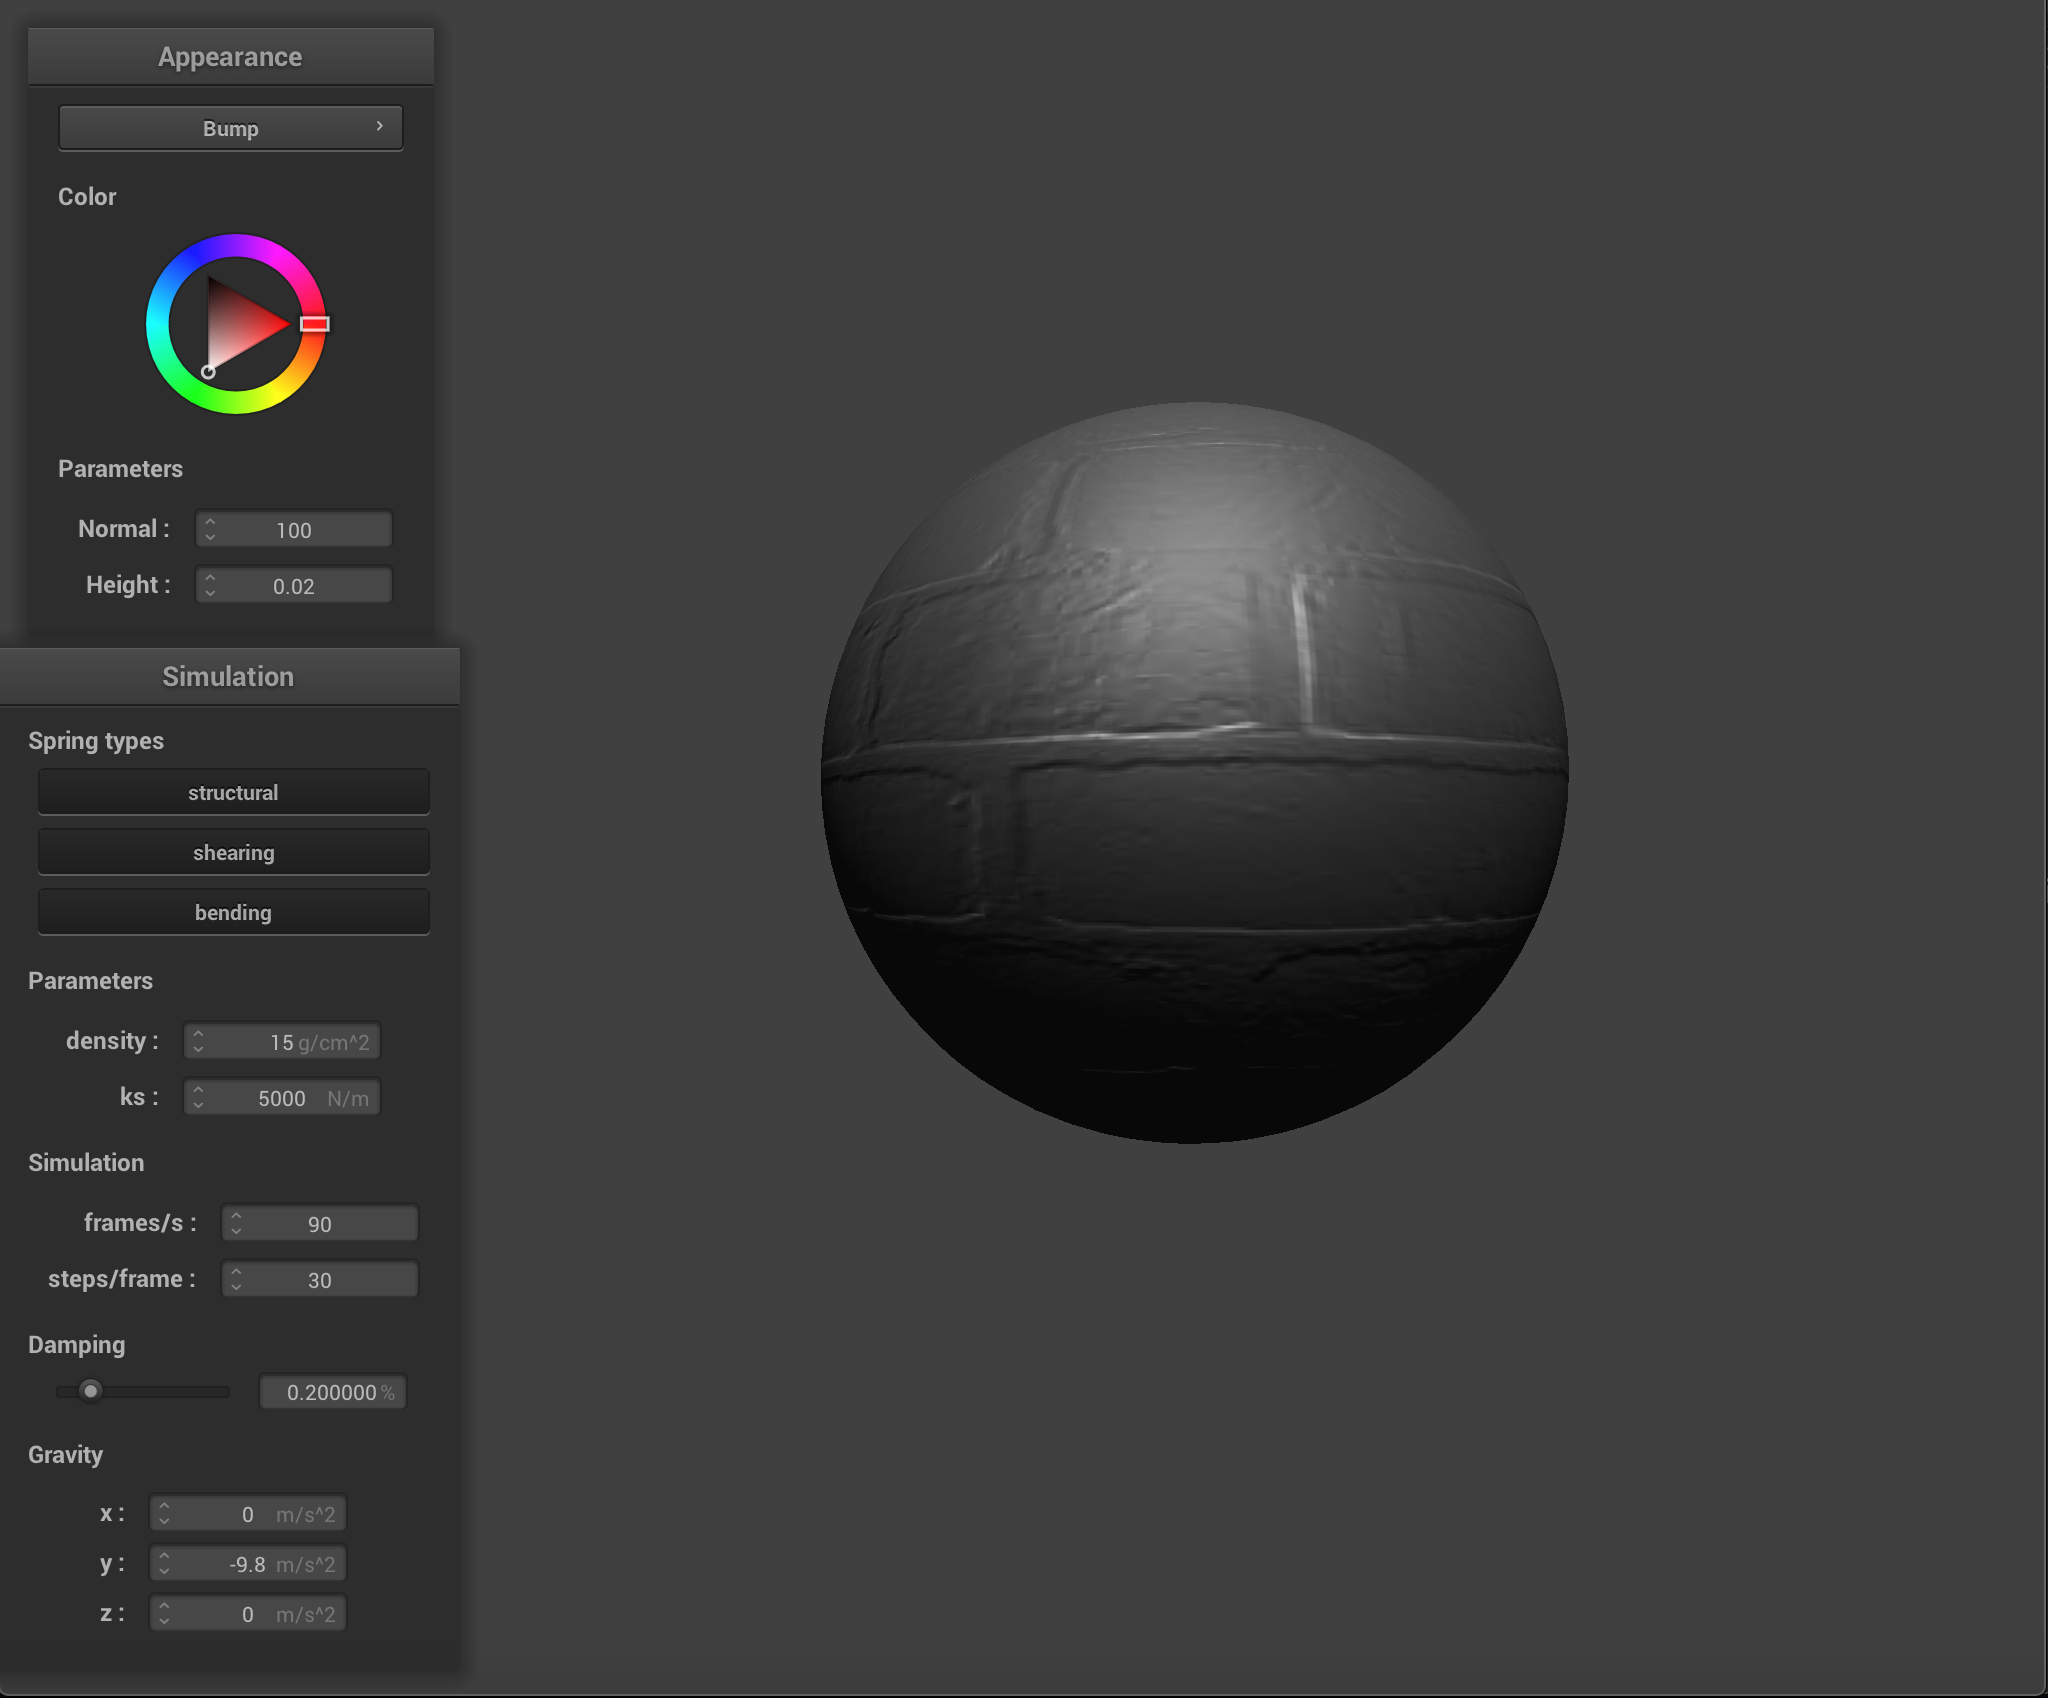 Appearance
Bump
Color
Parameters
Normal : 100
Height : 0.02
Simulation
Spring types
structural
shearing
bending
Parameters
density : 15 g/cm^2
ks : 5000 N/m
Simulation
frames/s : 90
steps/frame : 30
Damping
0.200000 %
Gravity
x : 0 m/s^2
y : -9.8 m/s^2
z : 0 m/s^2